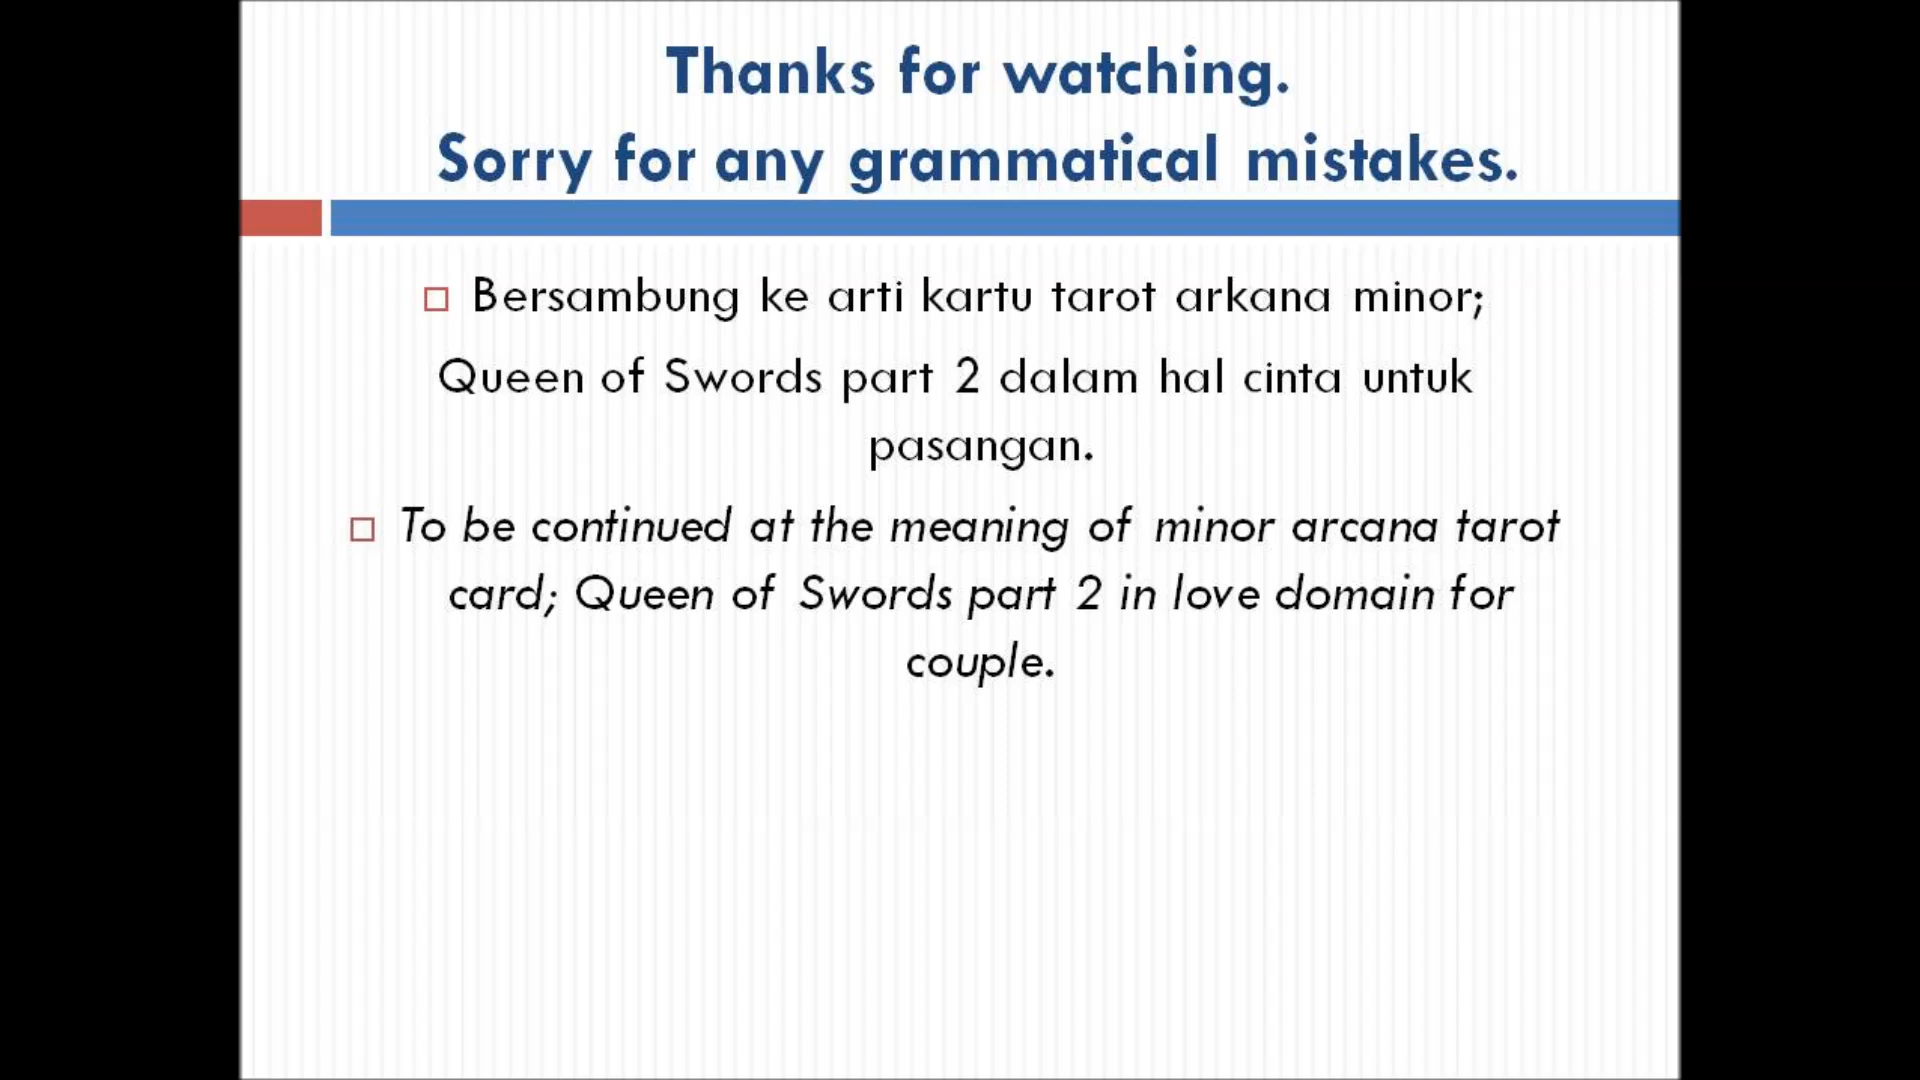 Thanks for watching.
Sorry for any grammatical mistakes.
Bersambung ke arti kartu tarot arkana minor;
Queen of Swords part 2 dalam hal cinta untuk
pasangan.
To be continued at the meaning of minor arcana tarot
card; Queen of Swords part 2 in love domain for
couple.